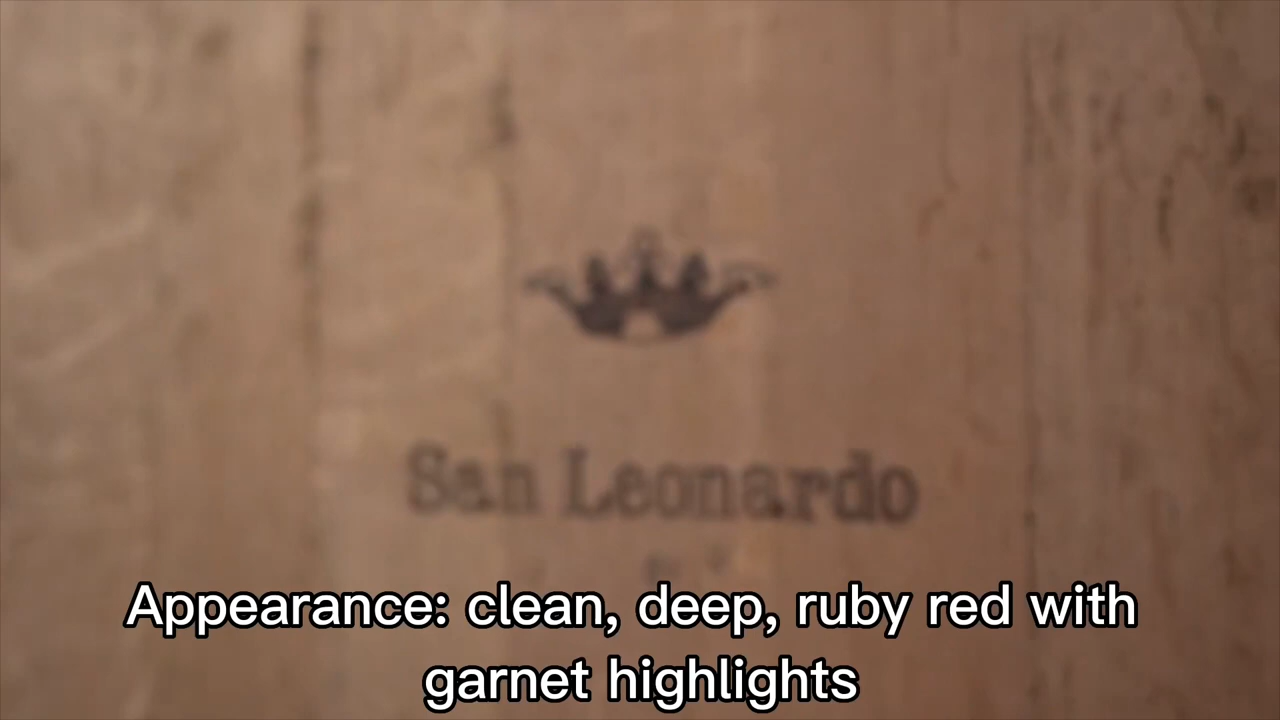 San Leonardo
Appearance: clean, deep, ruby red with
garnet highlights